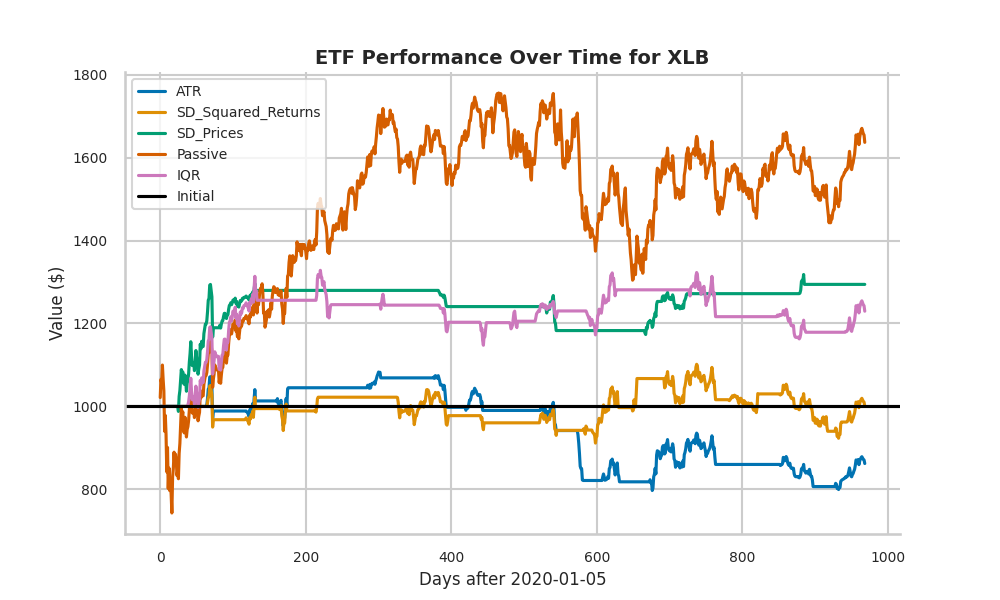 ETF Performance Over Time for XLB
Value ($)
1800
1600
1400
1200
1000
800
ATR
SD_Squared_Returns
SD_Prices
Passive
IQR
Initial
0 200 400 600 800 1000
Days after 2020-01-05